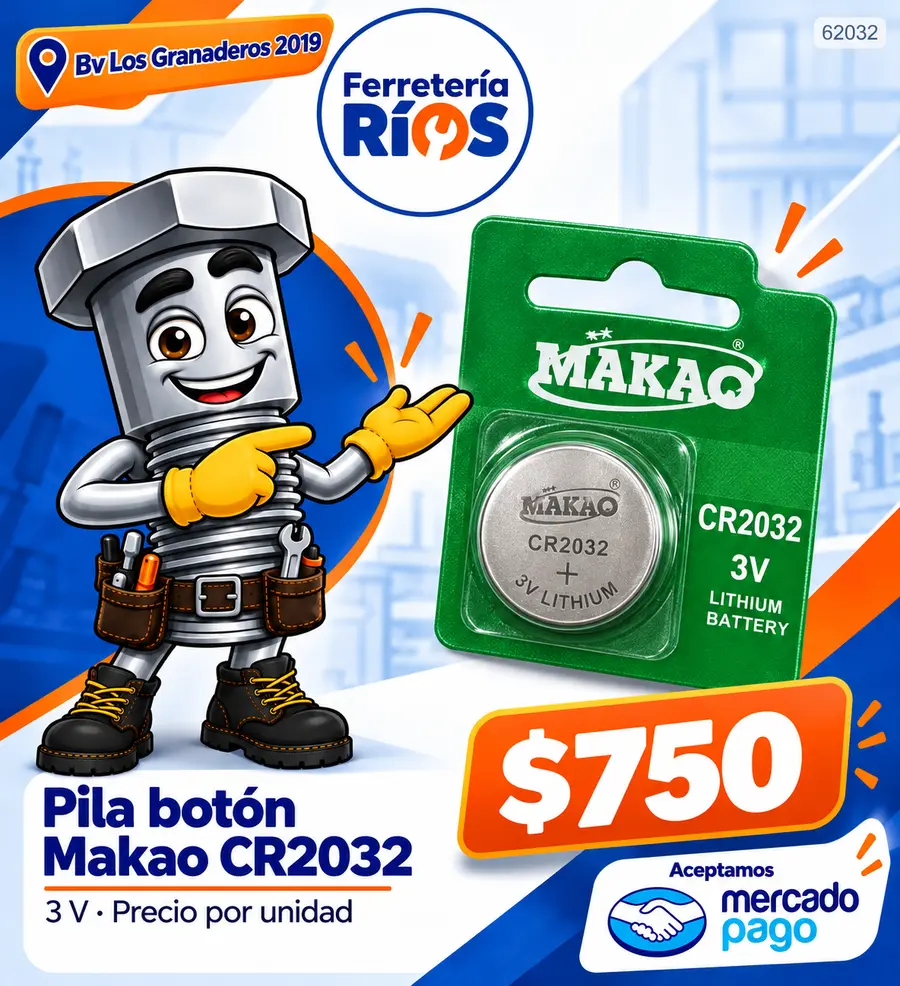 Bv Los Granaderos 2019
Ferretería
Ríos
62032
MAKAO®
MAKAO®
CR2032
+
3V LITHIUM
CR2032
3V
LITHIUM
BATTERY
$750
Pila botón
Makao CR2032
3 V · Precio por unidad
Aceptamos
mercado
pago